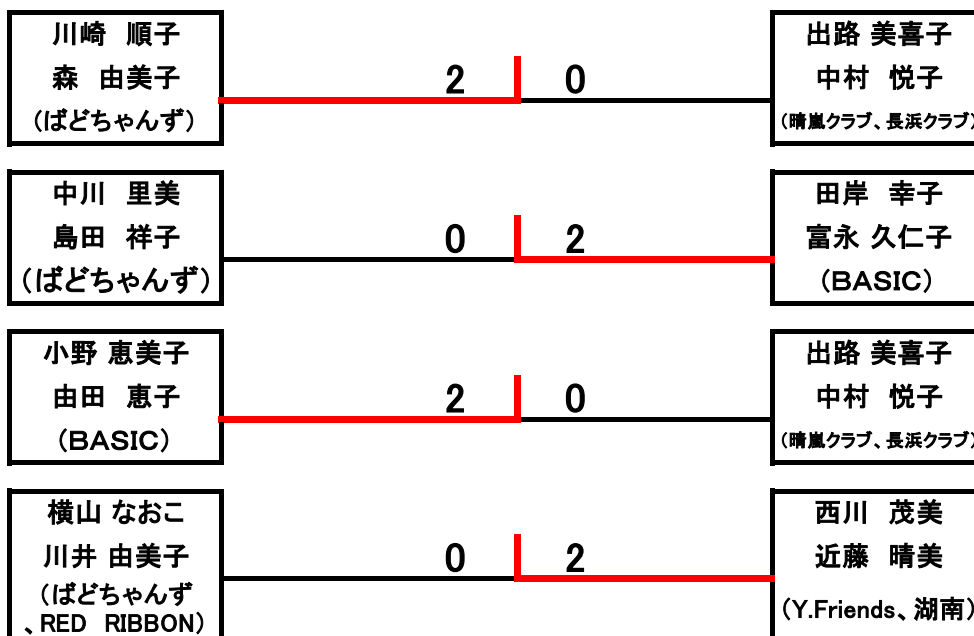 川崎 順子
森 由美子
(ばどちゃんず)
2 0
出路 美喜子
中村 悦子
(晴嵐クラブ、長浜クラブ)
中川 里美
島田 祥子
(ばどちゃんず)
0 2
田岸 幸子
富永 久仁子
(BASIC)
小野 恵美子
由田 恵子
(BASIC)
2 0
出路 美喜子
中村 悦子
(晴嵐クラブ、長浜クラブ)
横山 なおこ
川井 由美子
(ばどちゃんず
、RED RIBBON)
0 2
西川 茂美
近藤 晴美
(Y.Friends、湖南)